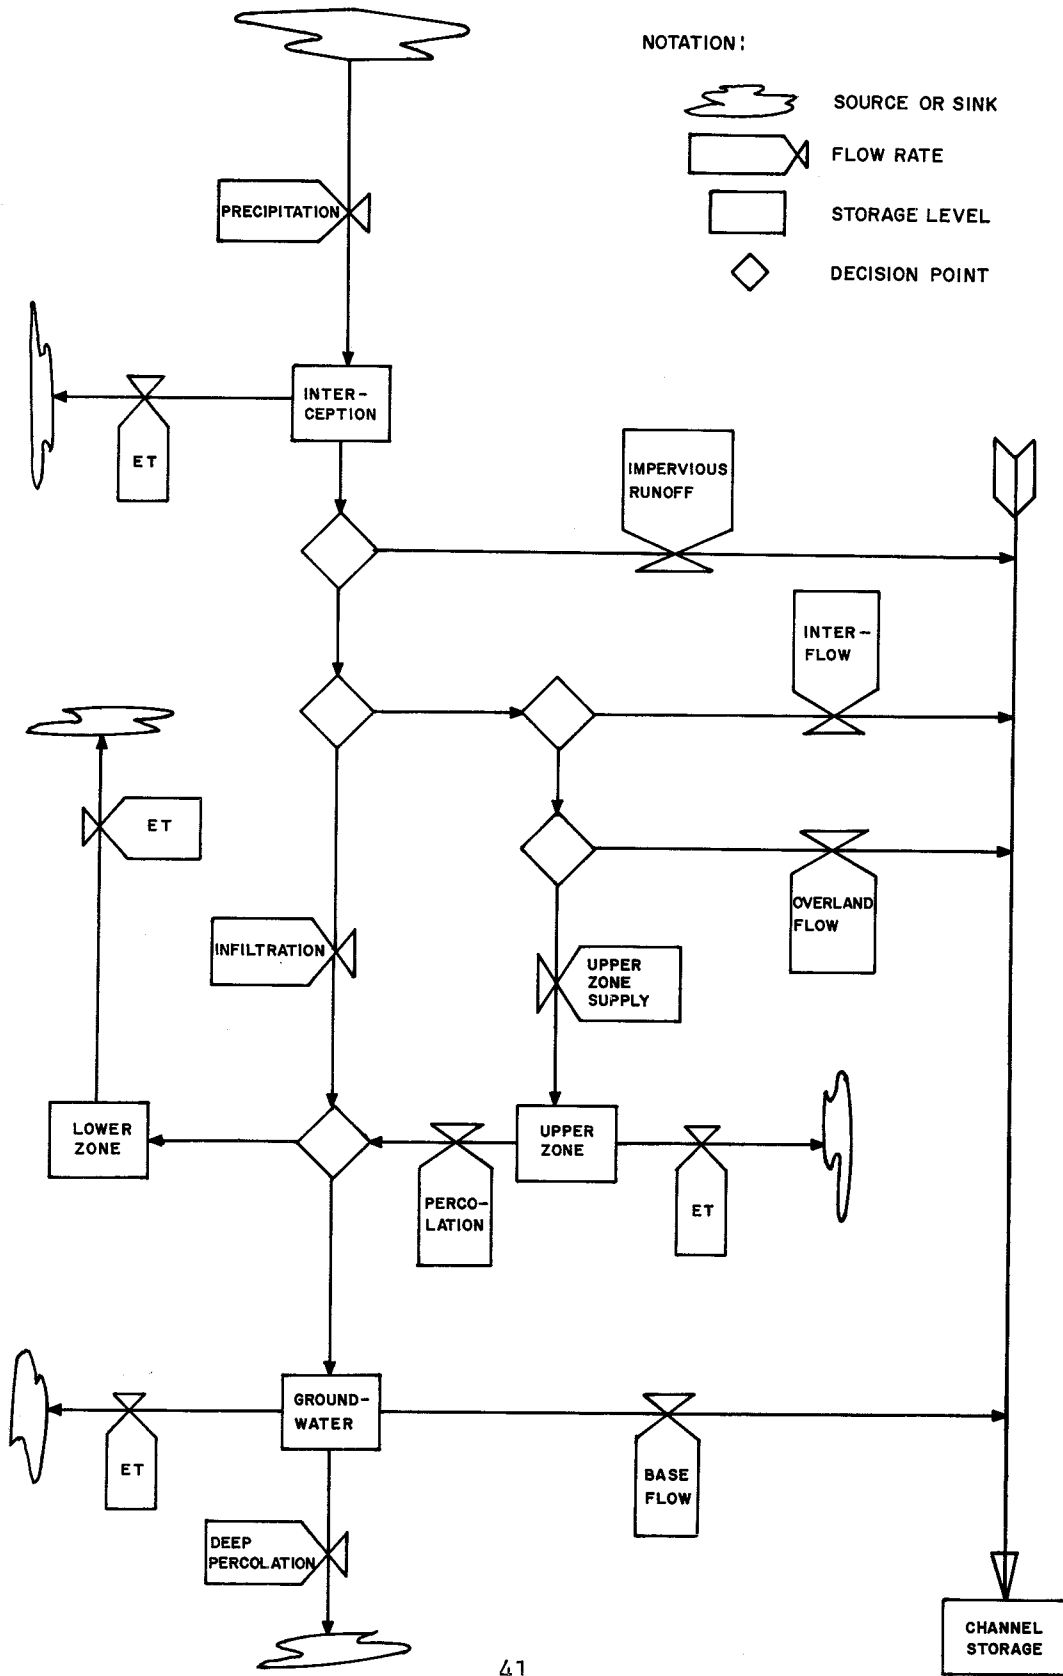 NOTATION:
SOURCE OR SINK
FLOW RATE
STORAGE LEVEL
DECISION POINT
PRECIPITATION
INTER-
CEPTION
ET
IMPERVIOUS
RUNOFF
INTER-
FLOW
ET
OVERLAND
FLOW
INFILTRATION
UPPER
ZONE
SUPPLY
LOWER
ZONE
UPPER
ZONE
PERCO-
LATION
ET
GROUND-
WATER
ET
BASE
FLOW
DEEP
PERCOLATION
CHANNEL
STORAGE
41